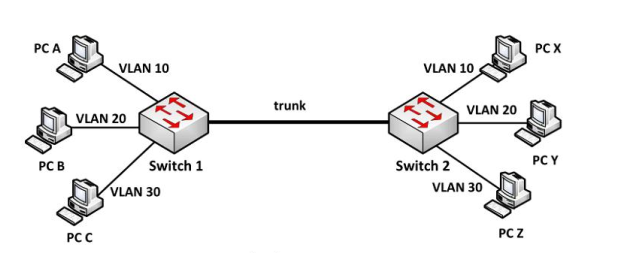 PC A
VLAN 10
VLAN 20
PC B
Switch 1
VLAN 30
PC C
trunk
PC X
VLAN 10
VLAN 20
PC Y
Switch 2
VLAN 30
PC Z